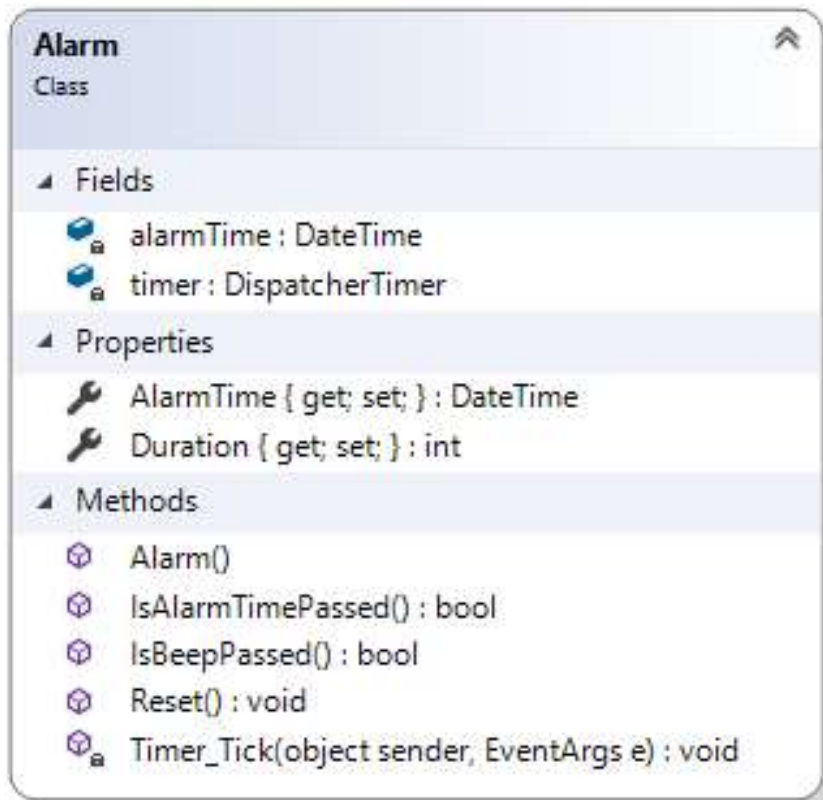 Alarm
Class
Fields
alarmTime : DateTime
timer : DispatcherTimer
Properties
AlarmTime { get; set; } : DateTime
Duration { get; set; } : int
Methods
Alarm()
IsAlarmTimePassed() : bool
IsBeepPassed() : bool
Reset() : void
Timer_Tick(object sender, EventArgs e) : void